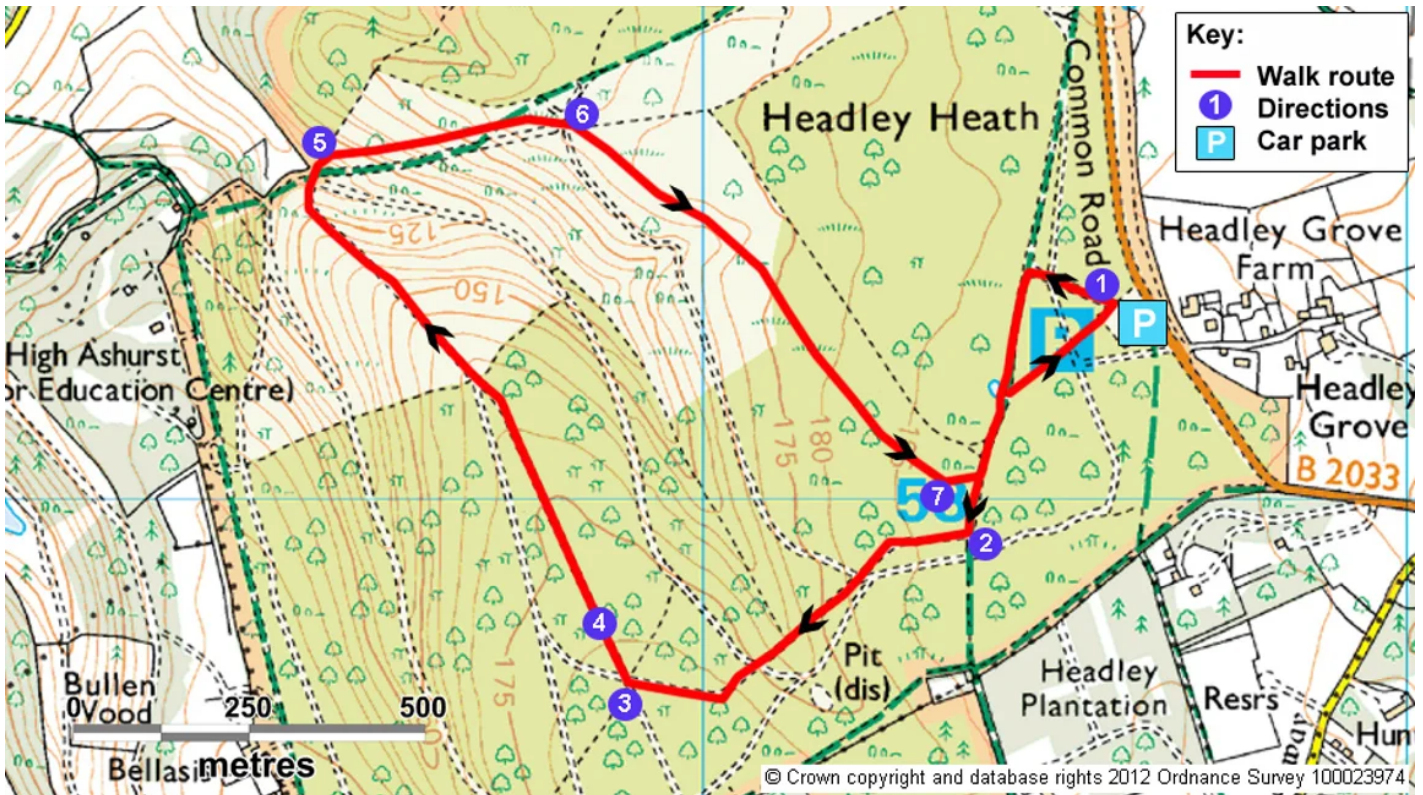 Key:
Walk route
1 Directions
P Car park
Headley Heath
Common Road
Headley Grove
Farm
P
P
1
2
3
4
5
6
7
125
150
175
175
180
High Ashurst
or Education Centre)
Headley
Grove
B 2033
Pit
(dis)
Headley
Plantation
Resrs
Hun
Bullen
Wood
0 250 500
metres
Bellasi
© Crown copyright and database rights 2012 Ordnance Survey 100023974